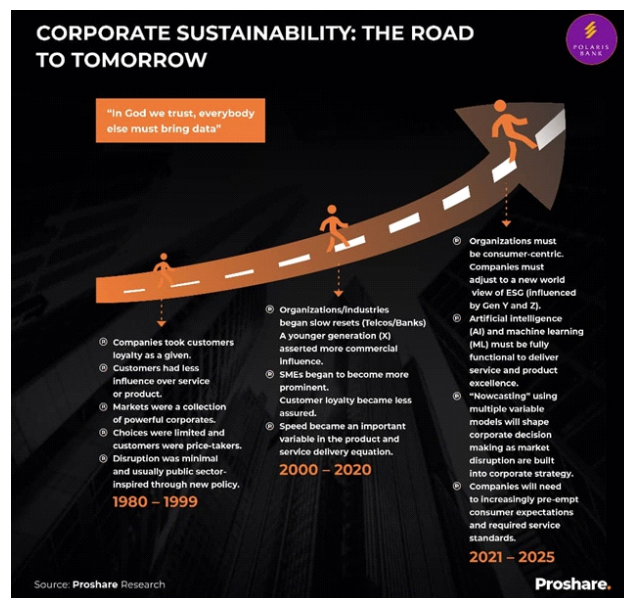 CORPORATE SUSTAINABILITY: THE ROAD
TO TOMORROW
POLARIS
BANK
“In God we trust, everybody
else must bring data”
Companies took customers
loyalty as a given.
Customers had less
influence over service
or product.
Markets were a collection
of powerful corporates.
Choices were limited and
customers were price-takers.
Disruption was minimal
and usually public sector-
inspired through new policy.
1980 – 1999
Organizations/industries
began slow resets (Telcos/Banks)
A younger generation (X)
asserted more commercial
influence.
SMEs began to become more
prominent.
Customer loyalty became less
assured.
Speed became an important
variable in the product and
service delivery equation.
2000 – 2020
Organizations must
be consumer-centric.
Companies must
adjust to a new world
view of ESG (influenced
by Gen Y and Z).
Artificial intelligence
(AI) and machine learning
(ML) must be fully
functional to deliver
service and product
excellence.
“Nowcasting” using
multiple variable
models will shape
corporate decision
making as market
disruption are built
into corporate strategy.
Companies will need
to increasingly pre-empt
consumer expectations
and required service
standards.
2021 – 2025
Source: Proshare Research
Proshare.